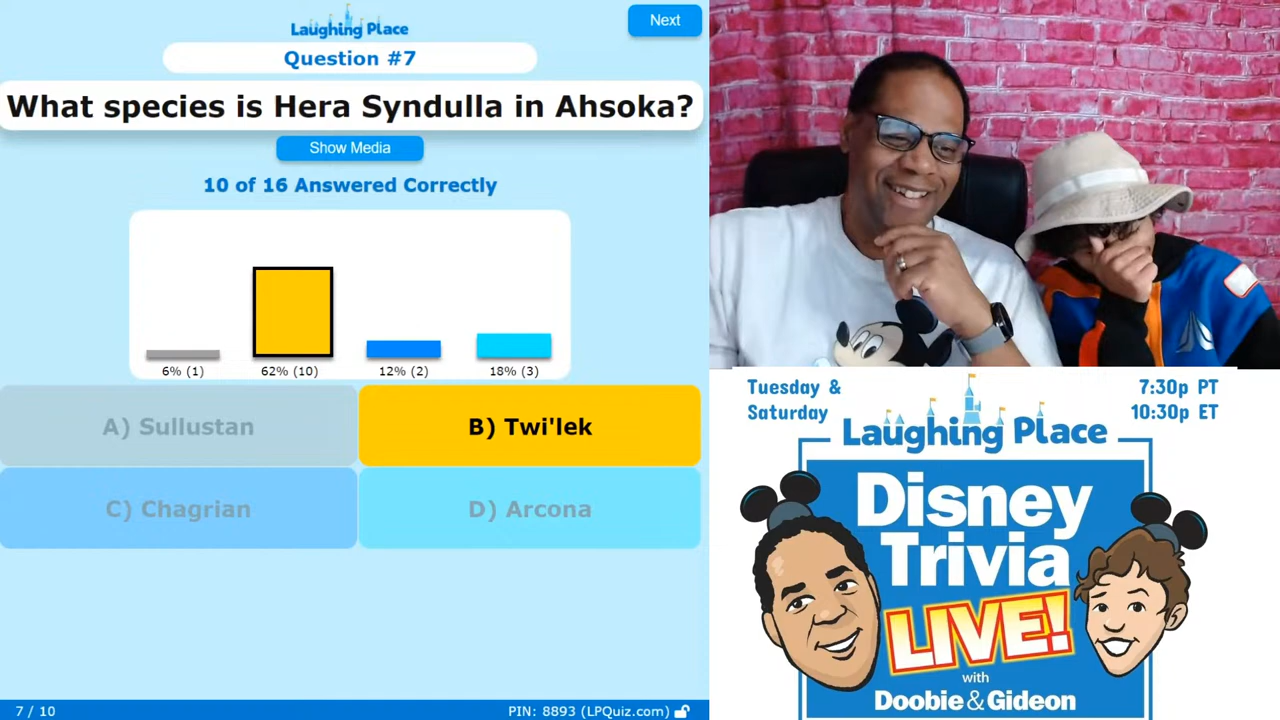 Laughing Place
Next
Question #7
What species is Hera Syndulla in Ahsoka?
Show Media
10 of 16 Answered Correctly
6% (1)
62% (10)
12% (2)
18% (3)
A) Sullustan
B) Twi'lek
C) Chagrian
D) Arcona
7 / 10
PIN: 8893 (LPQuiz.com)
Tuesday &
Saturday
7:30p PT
10:30p ET
Laughing Place
Disney
Trivia
LIVE!
with
Doobie & Gideon